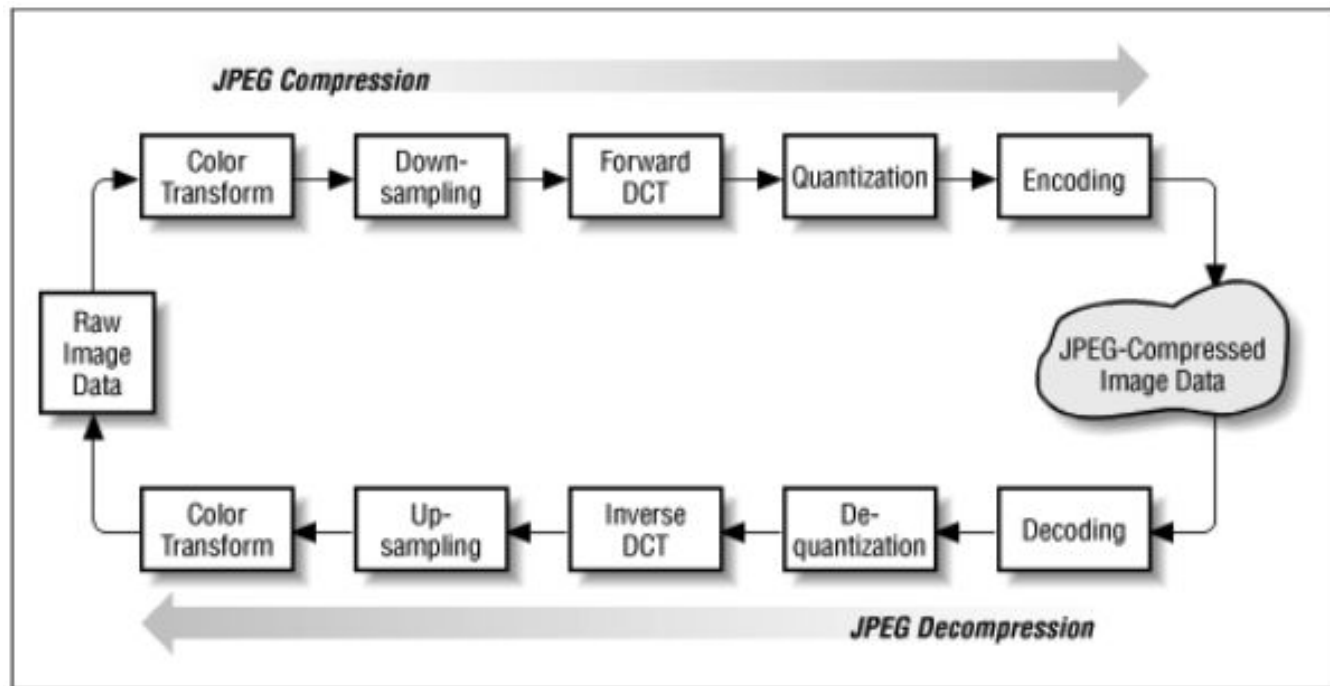 JPEG Compression
Color
Transform
Down-
sampling
Forward
DCT
Quantization
Encoding
Raw
Image
Data
JPEG-Compressed
Image Data
Color
Transform
Up-
sampling
Inverse
DCT
De-
quantization
Decoding
JPEG Decompression